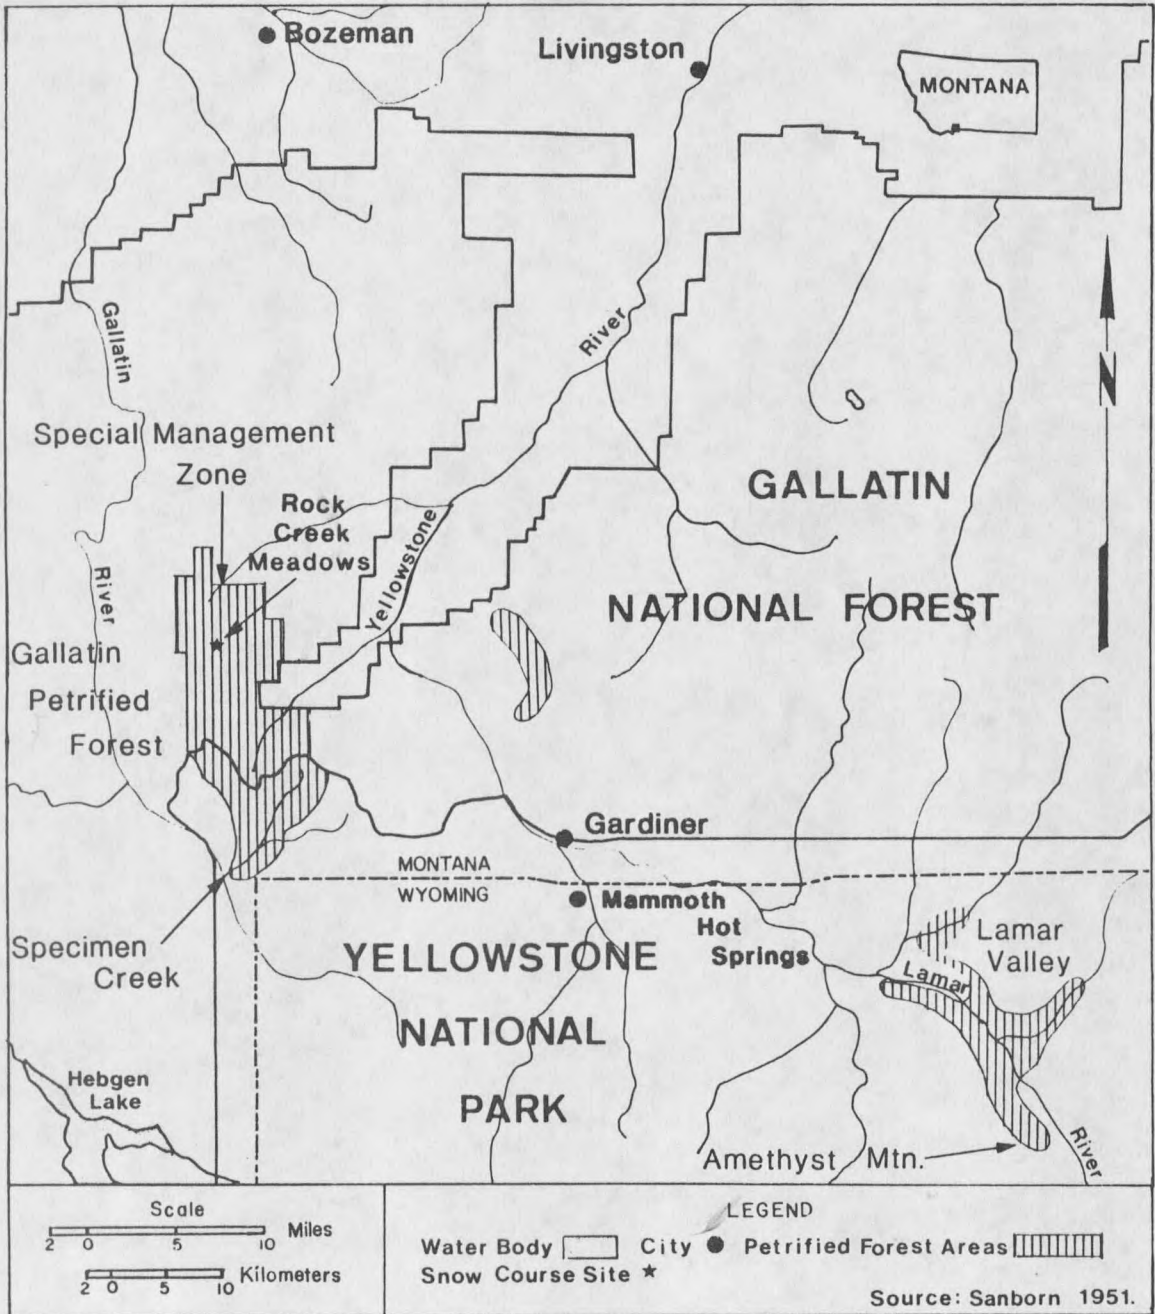 Bozeman
Livingston
MONTANA
Gallatin
River
Special Management
Zone
Rock
Creek
Meadows
Yellowstone
River
GALLATIN
NATIONAL FOREST
Gallatin
Petrified
Forest
Gardiner
MONTANA
WYOMING
Mammoth
Hot
Springs
Specimen
Creek
YELLOWSTONE
NATIONAL
PARK
Lamar
Valley
Lamar
River
Hebgen
Lake
Amethyst Mtn.
N
Scale
2 0 5 10 Miles
2 0 5 10 Kilometers
LEGEND
Water Body City Petrified Forest Areas
Snow Course Site
Source: Sanborn 1951.